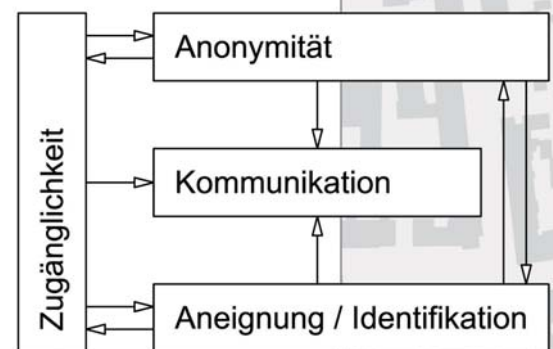 Zugänglichkeit
Anonymität
Kommunikation
Aneignung / Identifikation